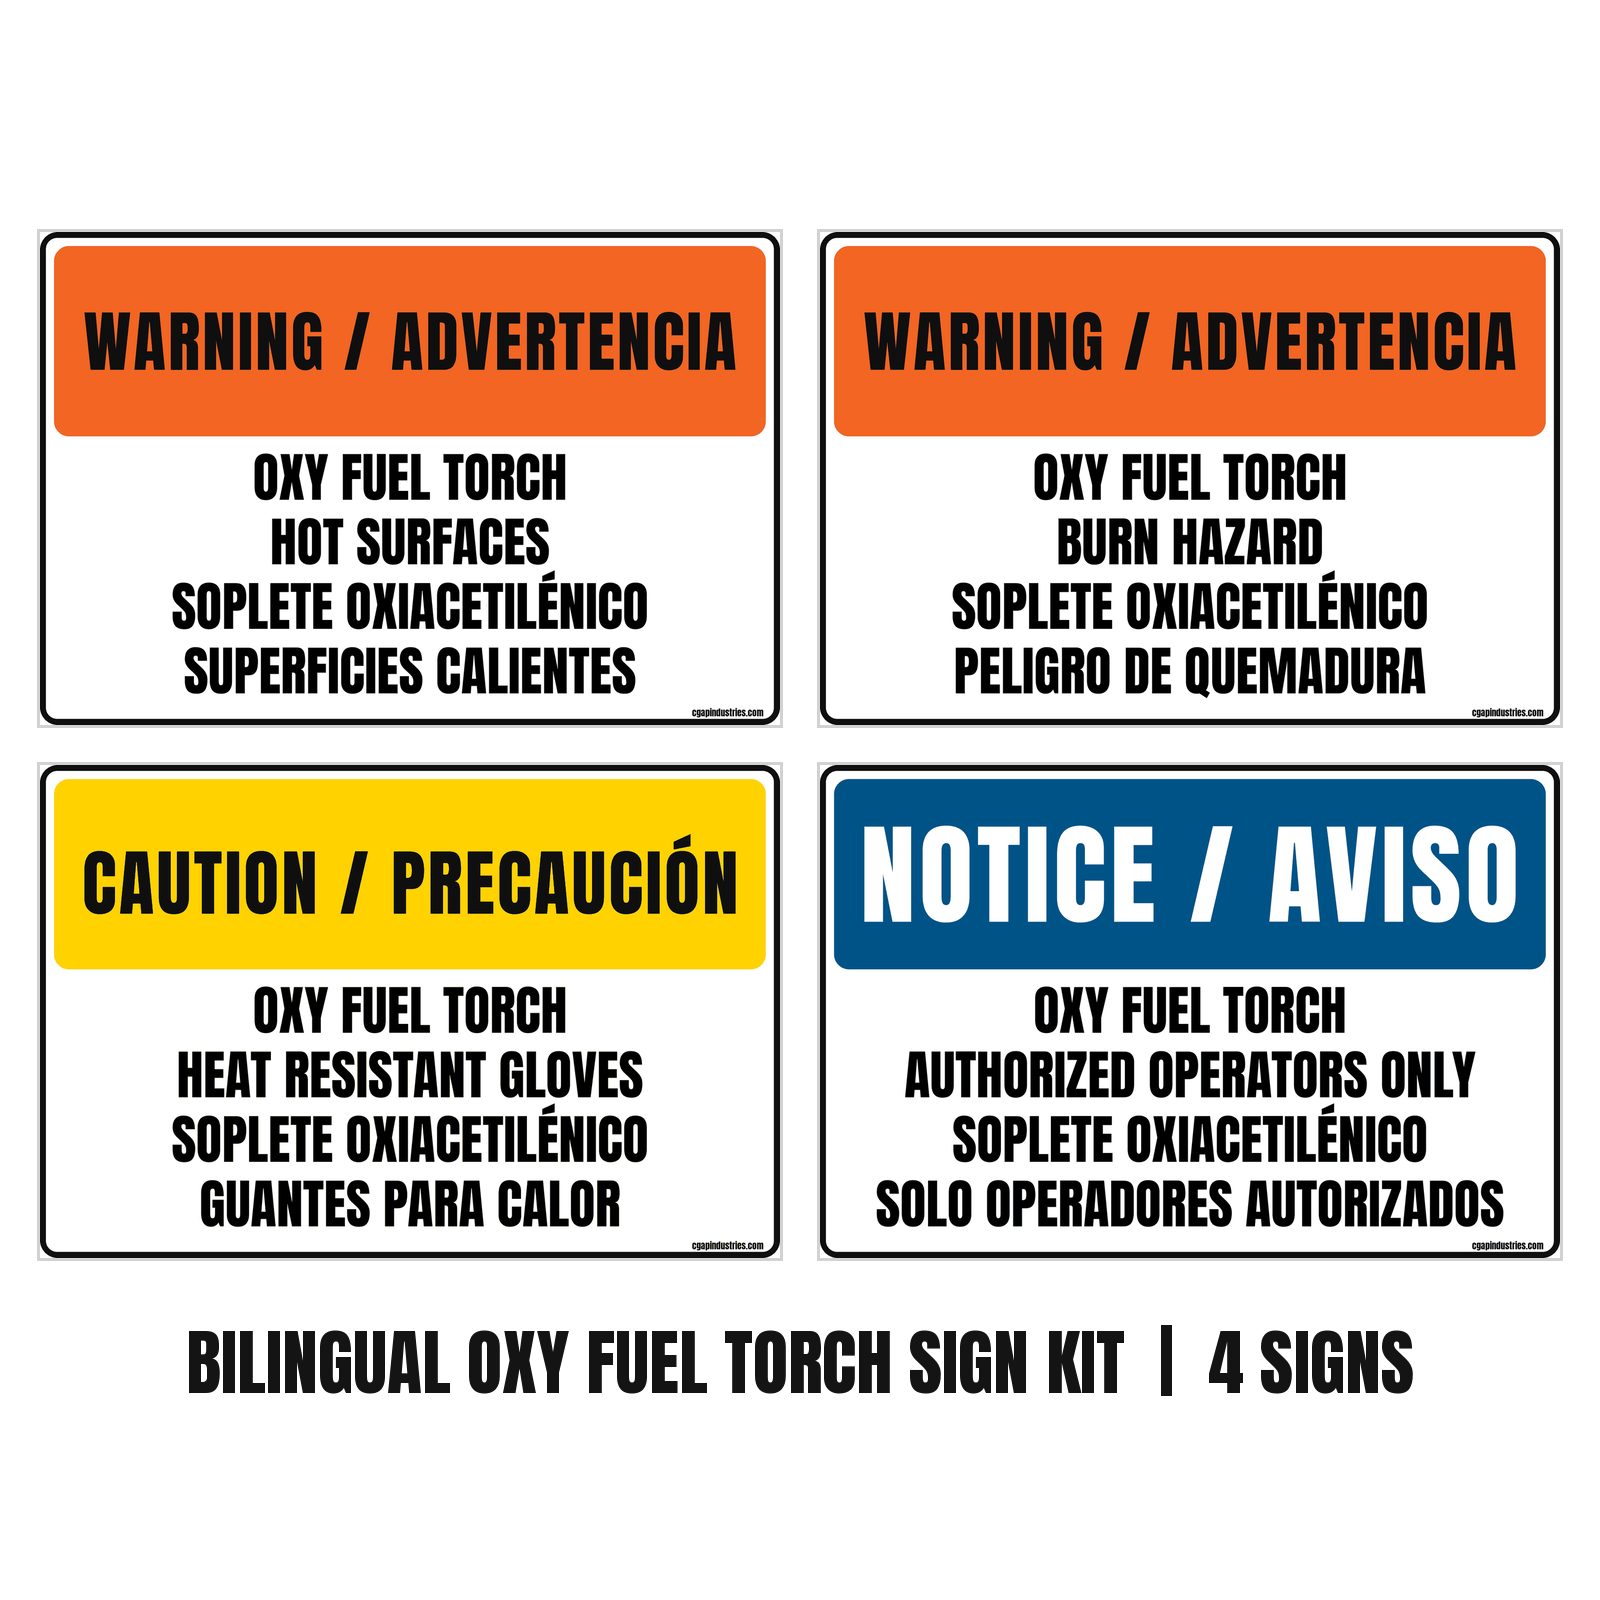 WARNING / ADVERTENCIA
OXY FUEL TORCH
HOT SURFACES
SOPLETE OXIACETILÉNICO
SUPERFICIES CALIENTES
cgapindustries.com
WARNING / ADVERTENCIA
OXY FUEL TORCH
BURN HAZARD
SOPLETE OXIACETILÉNICO
PELIGRO DE QUEMADURA
cgapindustries.com
CAUTION / PRECAUCIÓN
OXY FUEL TORCH
HEAT RESISTANT GLOVES
SOPLETE OXIACETILÉNICO
GUANTES PARA CALOR
cgapindustries.com
NOTICE / AVISO
OXY FUEL TORCH
AUTHORIZED OPERATORS ONLY
SOPLETE OXIACETILÉNICO
SOLO OPERADORES AUTORIZADOS
cgapindustries.com
BILINGUAL OXY FUEL TORCH SIGN KIT | 4 SIGNS